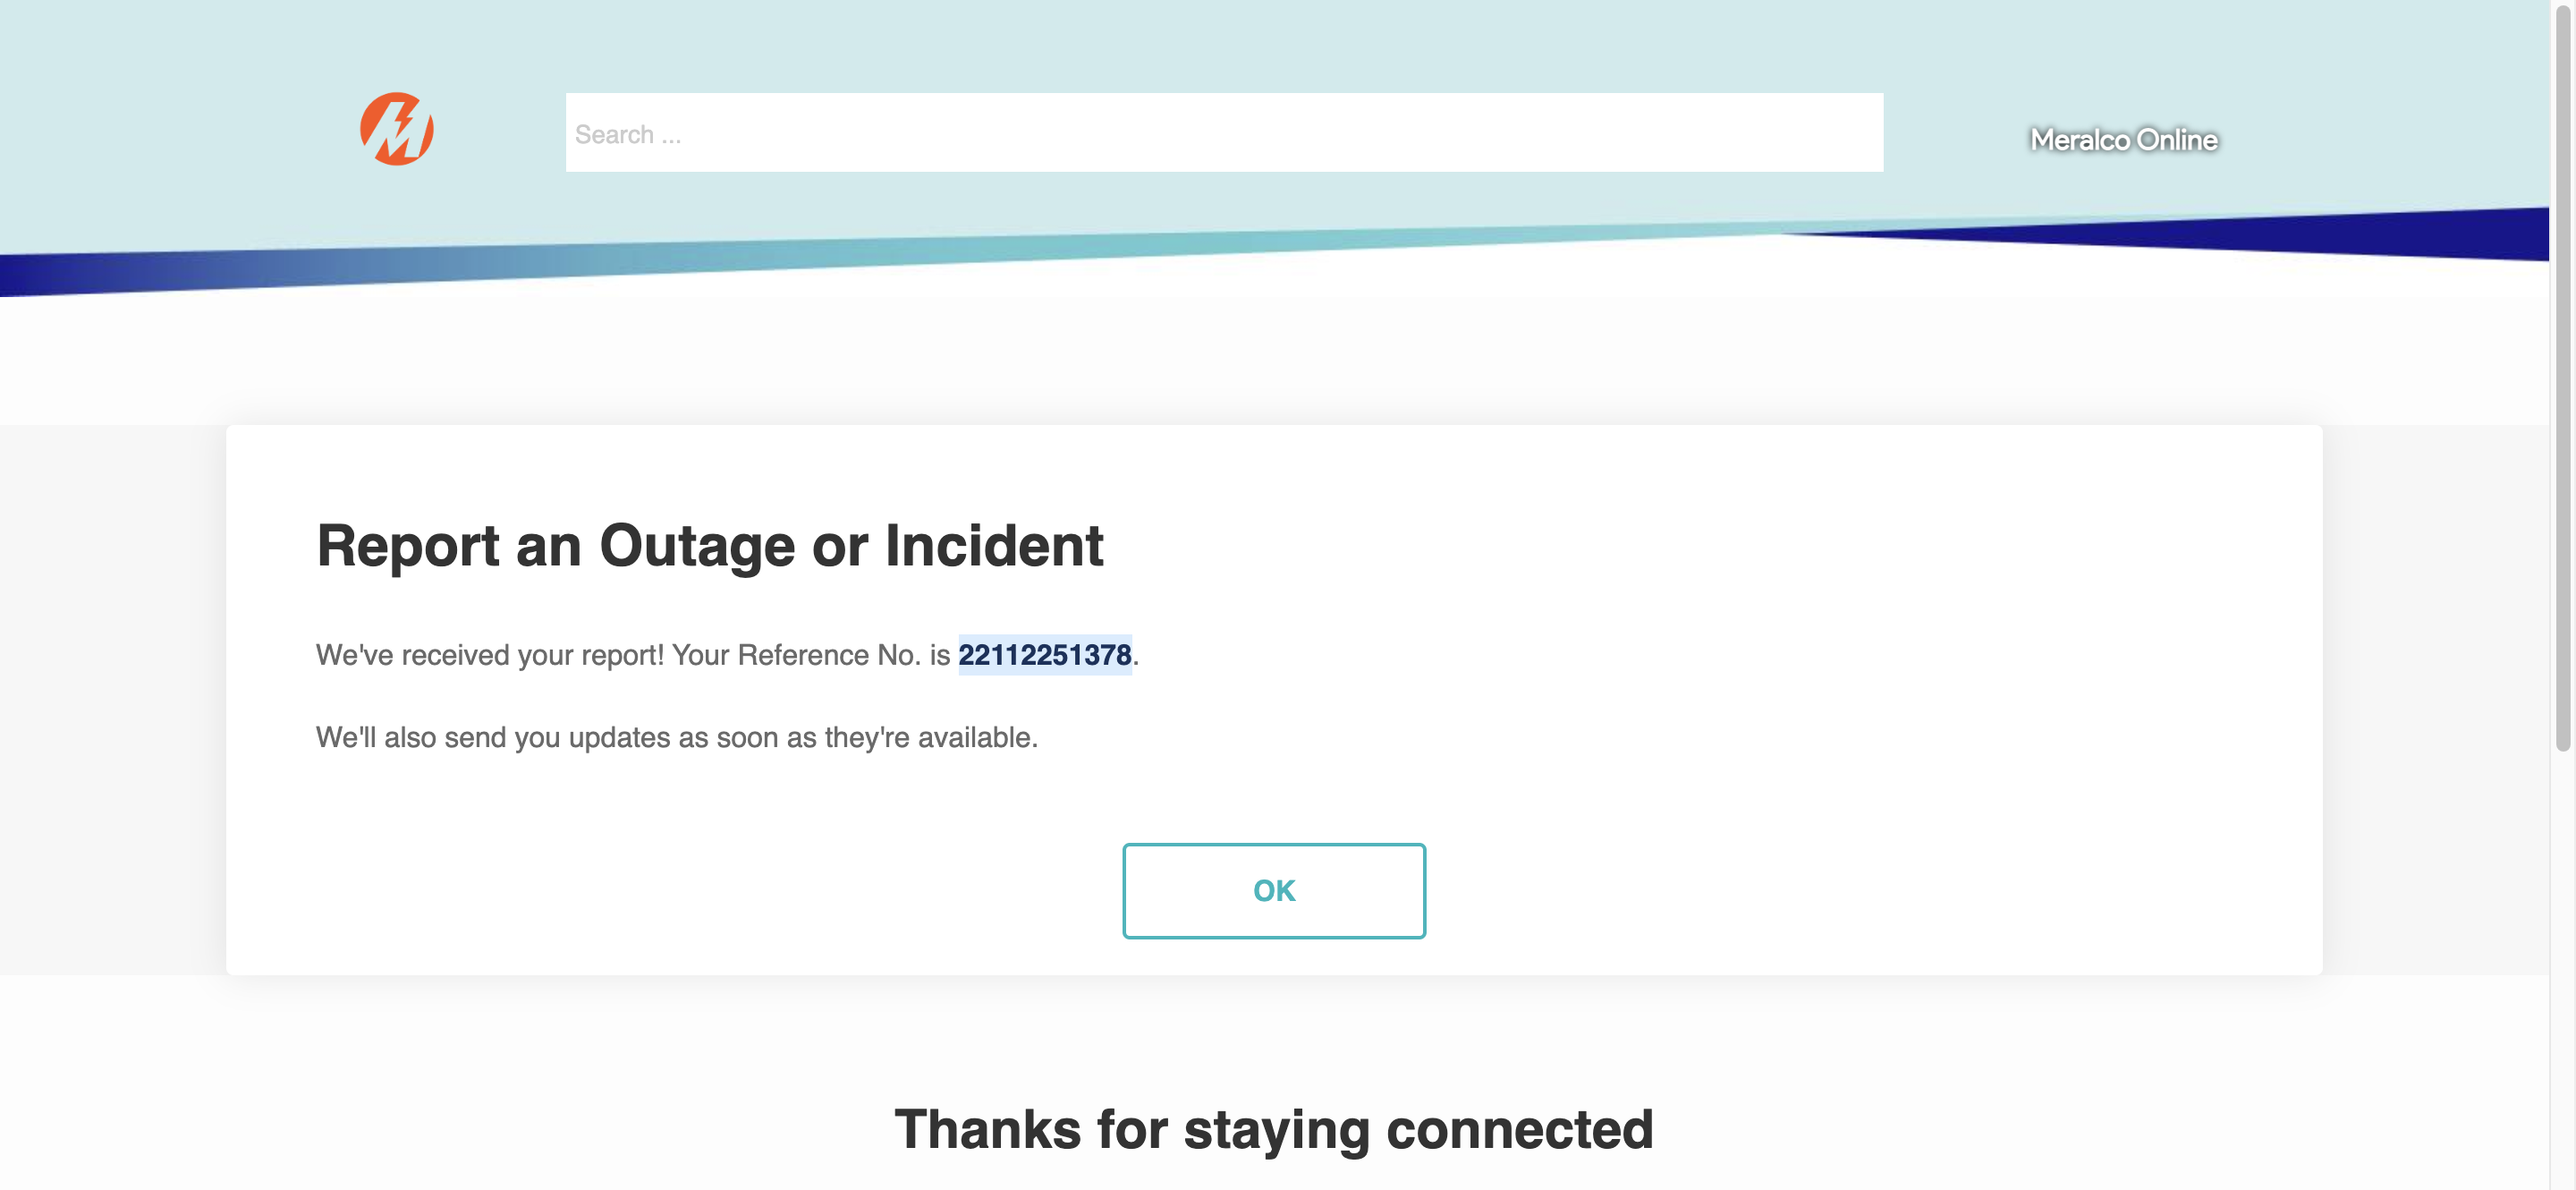 Search ...
Meralco Online
Report an Outage or Incident
We've received your report! Your Reference No. is 22112251378.
We'll also send you updates as soon as they're available.
OK
Thanks for staying connected